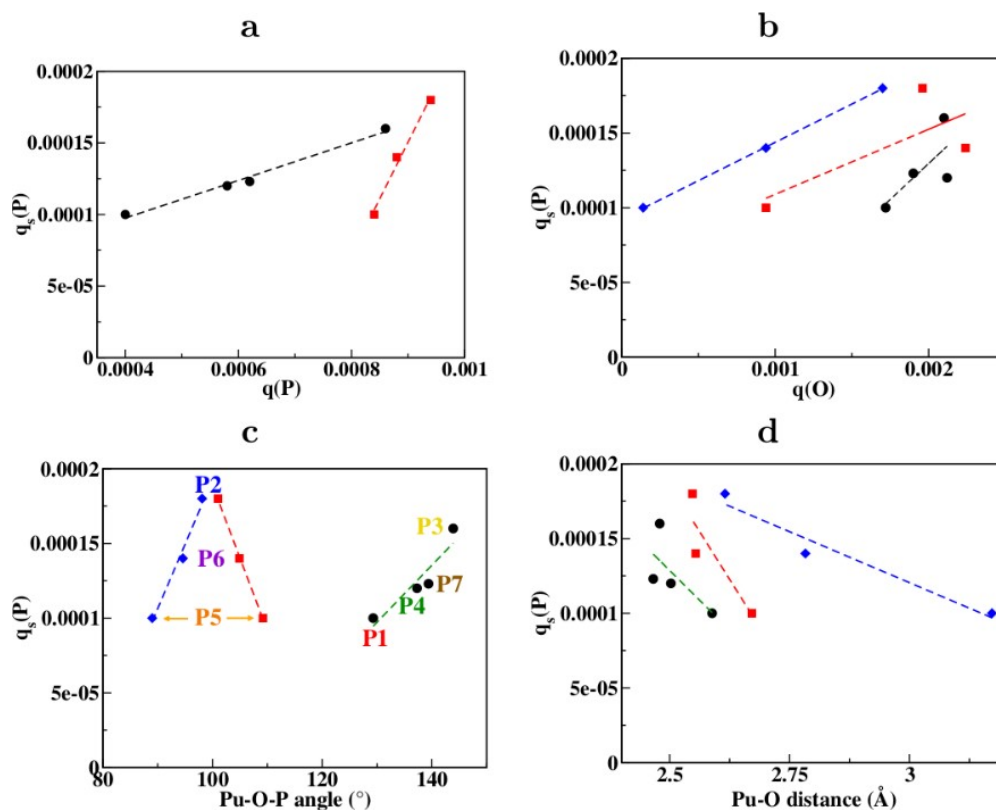 a
0.0002
0.00015
0.0001
5e-05
0
q_s(P)
0.0004
0.0006
0.0008
0.001
q(P)
b
0.0002
0.00015
0.0001
5e-05
0
q_s(P)
0
0.001
0.002
q(O)
c
0.0002
0.00015
0.0001
5e-05
0
q_s(P)
P2
P3
P6
P7
P4
P5
P1
80
100
120
140
Pu-O-P angle (°)
d
0.0002
0.00015
0.0001
5e-05
0
q_s(P)
2.5
2.75
3
Pu-O distance (Å)